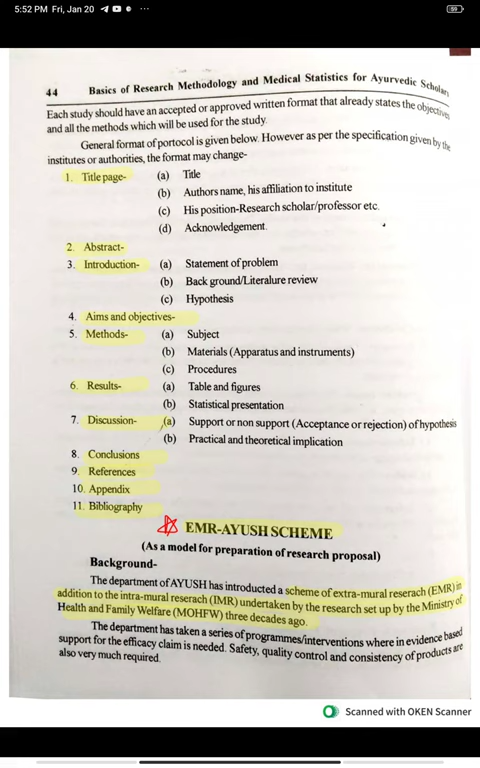 5:52 PM Fri, Jan 20
59
44 Basics of Research Methodology and Medical Statistics for Ayurvedic Scholars
Each study should have an accepted or approved written format that already states the objectives
and all the methods which will be used for the study.
General format of portocol is given below. However as per the specification given by the
institutes or authorities, the format may change-
1. Title page- (a) Title
(b) Authors name, his affiliation to institute
(c) His position-Research scholar/professor etc.
(d) Acknowledgement.
2. Abstract-
3. Introduction- (a) Statement of problem
(b) Back ground/Literalure review
(c) Hypothesis
4. Aims and objectives-
5. Methods- (a) Subject
(b) Materials (Apparatus and instruments)
(c) Procedures
6. Results- (a) Table and figures
(b) Statistical presentation
7. Discussion- (a) Support or non support (Acceptance or rejection) of hypothesis
(b) Practical and theoretical implication
8. Conclusions
9. References
10. Appendix
11. Bibliography
EMR-AYUSH SCHEME
(As a model for preparation of research proposal)
Background-
The department of AYUSH has introduced a scheme of extra-mural reserach (EMR) in
addition to the intra-mural reserach (IMR) undertaken by the research set up by the Ministry of
Health and Family Welfare (MOHFW) three decades ago.
The department has taken a series of programmes/interventions where in evidence based
support for the efficacy claim is needed. Safety, quality control and consistency of products are
also very much required.
Scanned with OKEN Scanner